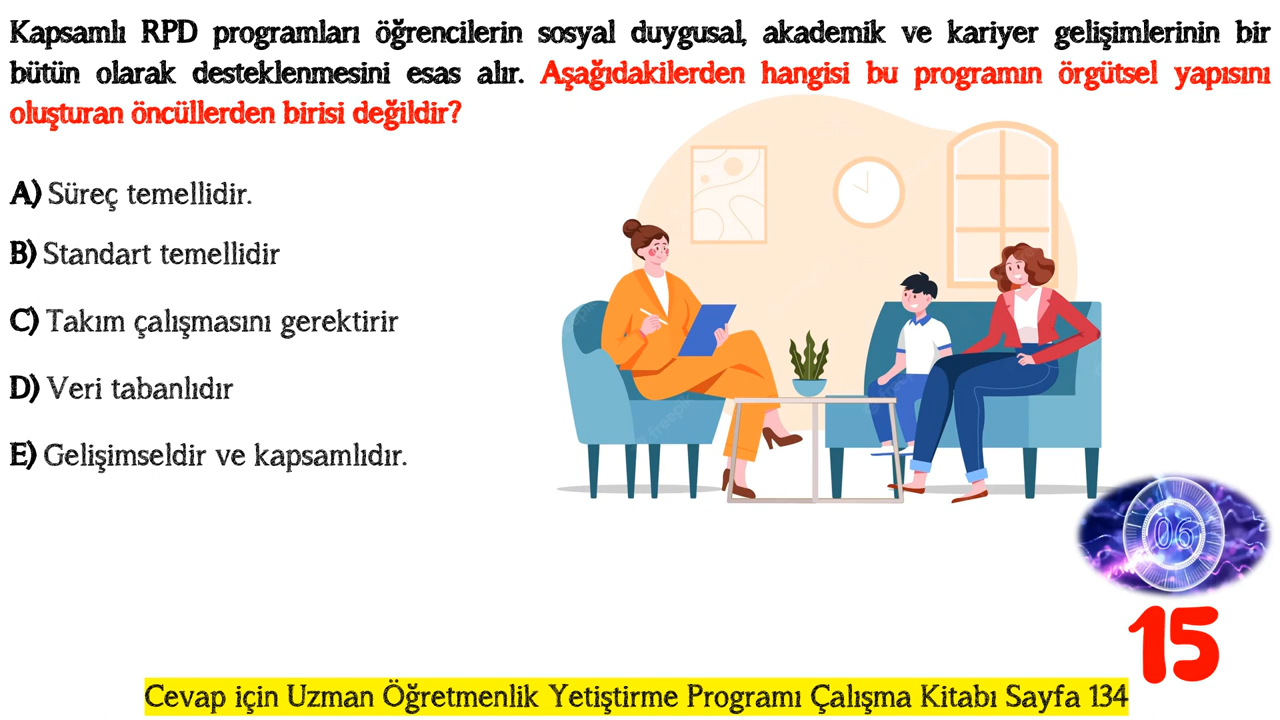 Kapsamlı RPD programları öğrencilerin sosyal duygusal, akademik ve kariyer gelişimlerinin bir
bütün olarak desteklenmesini esas alır. Aşağıdakilerden hangisi bu programın örgütsel yapısını
oluşturan öncüllerden birisi değildir?
A) Süreç temellidir.
B) Standart temellidir
C) Takım çalışmasını gerektirir
D) Veri tabanlıdır
E) Gelişimseldir ve kapsamlıdır.
06
15
Cevap için Uzman Öğretmenlik Yetiştirme Programı Çalışma Kitabı Sayfa 134